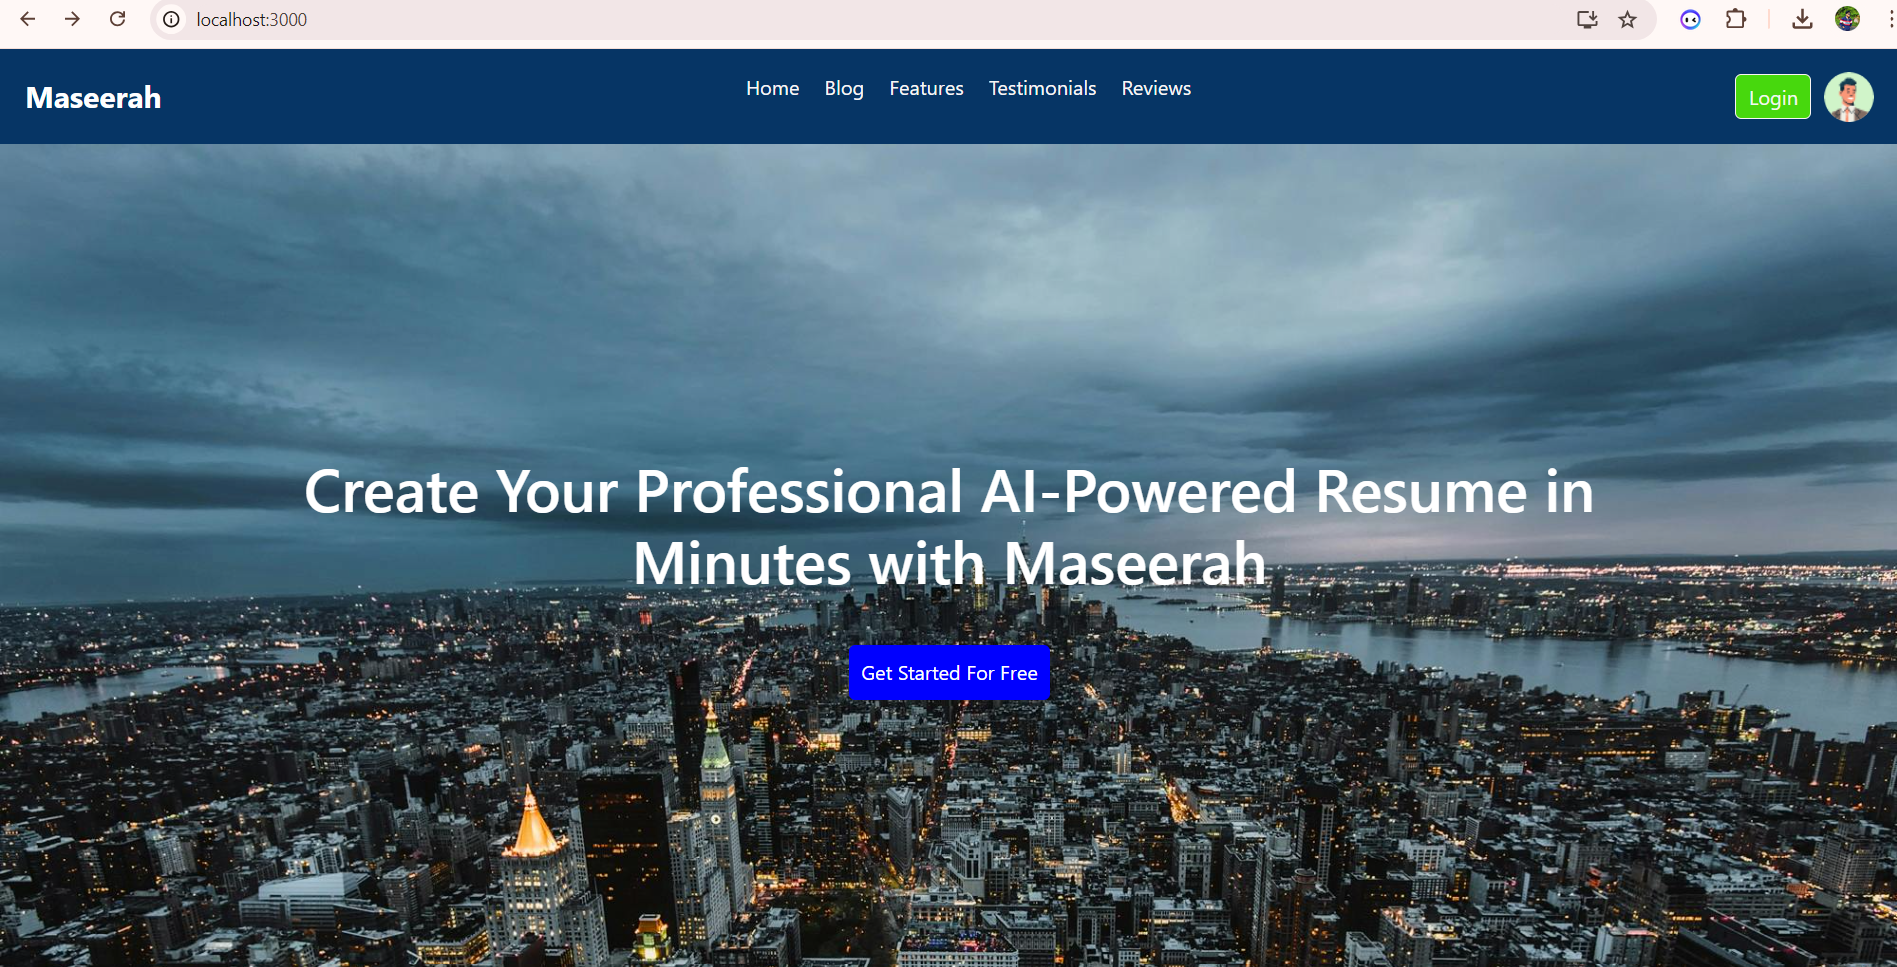 localhost:3000
Maseerah
Home Blog Features Testimonials Reviews
Login
Create Your Professional AI-Powered Resume in
Minutes with Maseerah
Get Started For Free